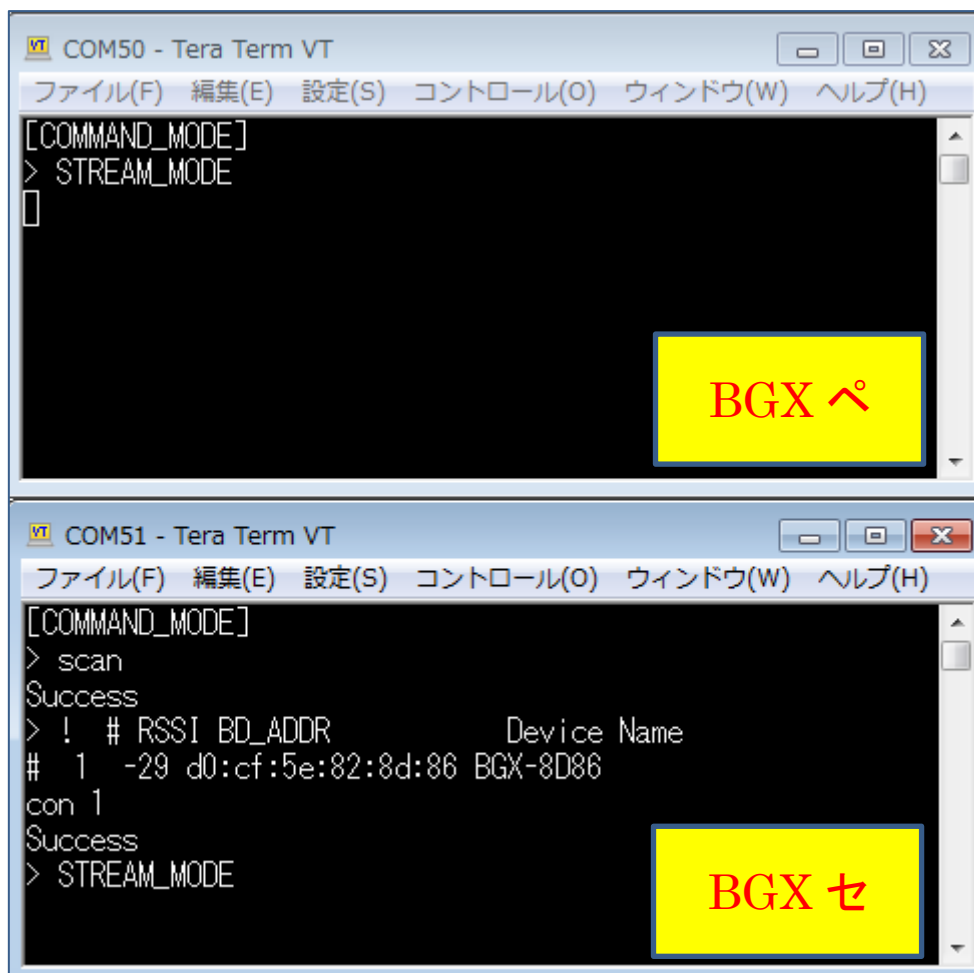 COM50 - Tera Term VT
ファイル(F) 編集(E) 設定(S) コントロール(O) ウィンドウ(W) ヘルプ(H)
[COMMAND_MODE]
> STREAM_MODE
BGX ペ
COM51 - Tera Term VT
ファイル(F) 編集(E) 設定(S) コントロール(O) ウィンドウ(W) ヘルプ(H)
[COMMAND_MODE]
> scan
Success
> ! # RSSI BD_ADDR Device Name
# 1 -29 d0:cf:5e:82:8d:86 BGX-8D86
con 1
Success
> STREAM_MODE
BGX セ